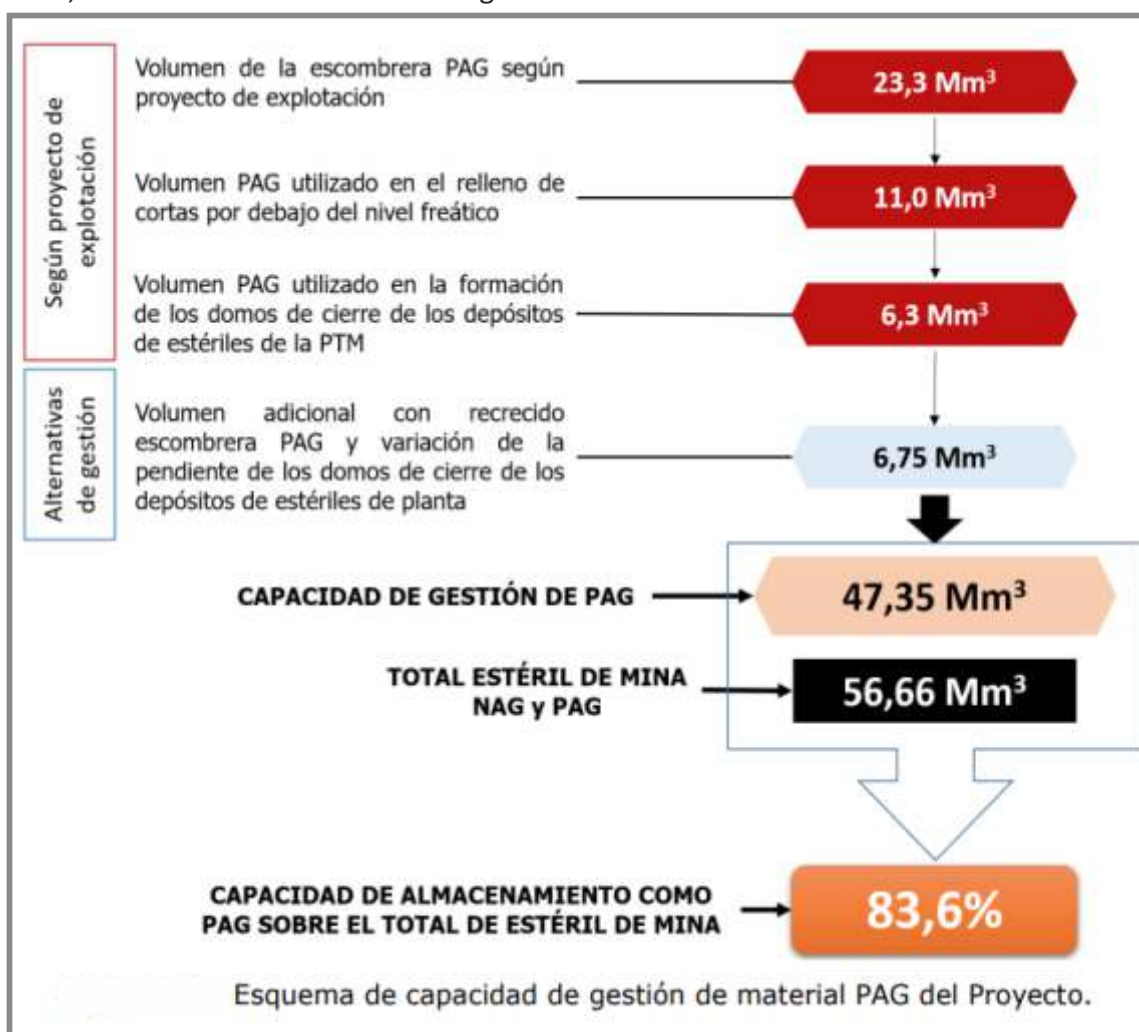 Según proyecto de
explotación
Volumen de la escombrera PAG según
proyecto de explotación
23,3 Mm³
Volumen PAG utilizado en el relleno de
cortas por debajo del nivel freático
11,0 Mm³
Volumen PAG utilizado en la formación
de los domos de cierre de los depósitos
de estériles de la PTM
6,3 Mm³
Alternativas
de gestión
Volumen adicional con recrecido
escombrera PAG y variación de la
pendiente de los domos de cierre de los
depósitos de estériles de planta
6,75 Mm³
CAPACIDAD DE GESTIÓN DE PAG
47,35 Mm³
TOTAL ESTÉRIL DE MINA
NAG y PAG
56,66 Mm³
CAPACIDAD DE ALMACENAMIENTO COMO
PAG SOBRE EL TOTAL DE ESTÉRIL DE MINA
83,6%
Esquema de capacidad de gestión de material PAG del Proyecto.